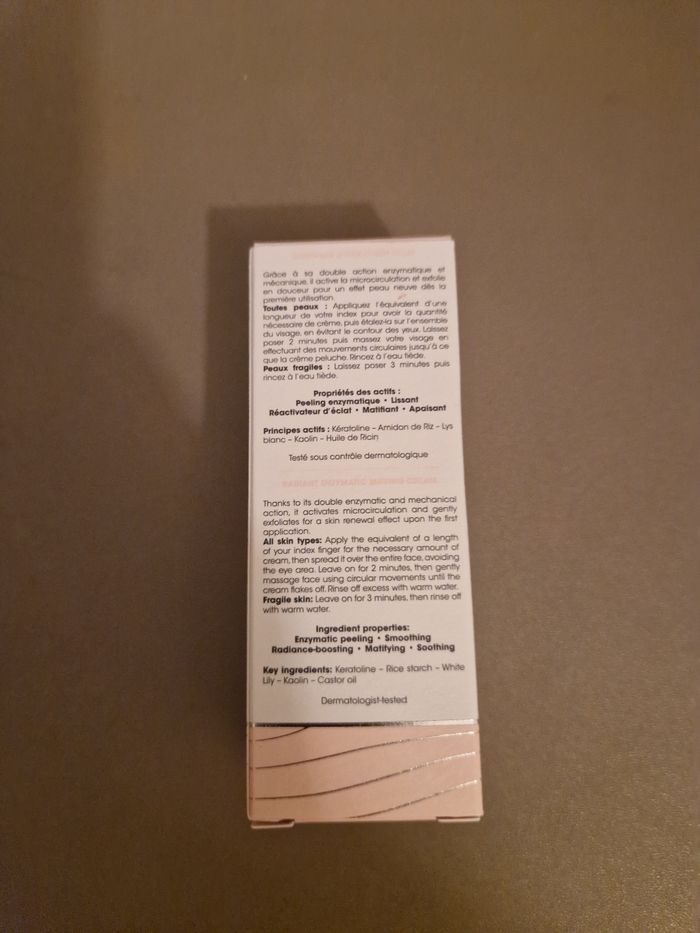 Grâce à sa double action enzymatique et
mécanique, il active la microcirculation et exfolie
en douceur pour un effet peau neuve dès la
première utilisation.
Toutes peaux : Appliquez l'équivalent d'une
longueur de votre index pour avoir la quantité
nécessaire de crème, puis étalez-la sur l'ensemble
du visage, en évitant le contour des yeux. Laissez
poser 2 minutes puis massez votre visage en
effectuant des mouvements circulaires jusqu'à ce
que la crème peluche. Rincez à l'eau tiède.
Peaux fragiles : Laissez poser 3 minutes puis
rincez à l'eau tiède.
Propriétés des actifs :
Peeling enzymatique • Lissant
Réactivateur d'éclat • Matifiant • Apaisant
Principes actifs : Kératoline – Amidon de Riz – Lys
blanc – Kaolin – Huile de Ricin
Testé sous contrôle dermatologique
RADIANT ENZYMATIC CREAM
Thanks to its double enzymatic and mechanical
action, it activates microcirculation and gently
exfoliates for a skin renewal effect upon the first
application.
All skin types: Apply the equivalent of a length
of your index finger for the necessary amount of
cream, then spread it over the entire face, avoiding
the eye area. Leave on for 2 minutes, then gently
massage face using circular movements until the
cream flakes off. Rinse off excess with warm water.
Fragile skin: Leave on for 3 minutes, then rinse off
with warm water.
Ingredient properties:
Enzymatic peeling • Smoothing
Radiance-boosting • Matifying • Soothing
Key ingredients: Keratoline – Rice starch – White
Lily – Kaolin – Castor oil
Dermatologist-tested